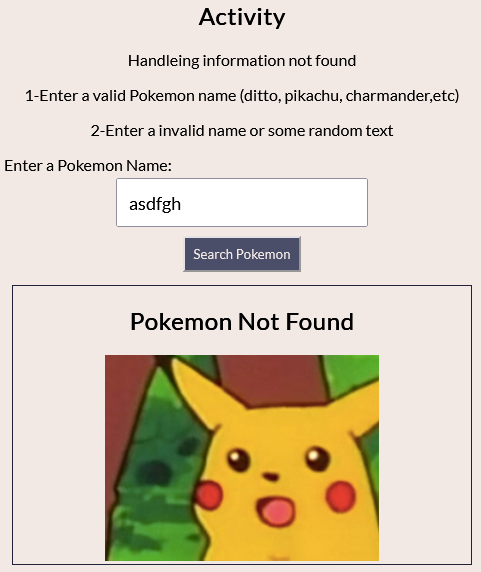 Activity
Handleing information not found
1-Enter a valid Pokemon name (ditto, pikachu, charmander,etc)
2-Enter a invalid name or some random text
Enter a Pokemon Name:
asdfgh
Search Pokemon
Pokemon Not Found